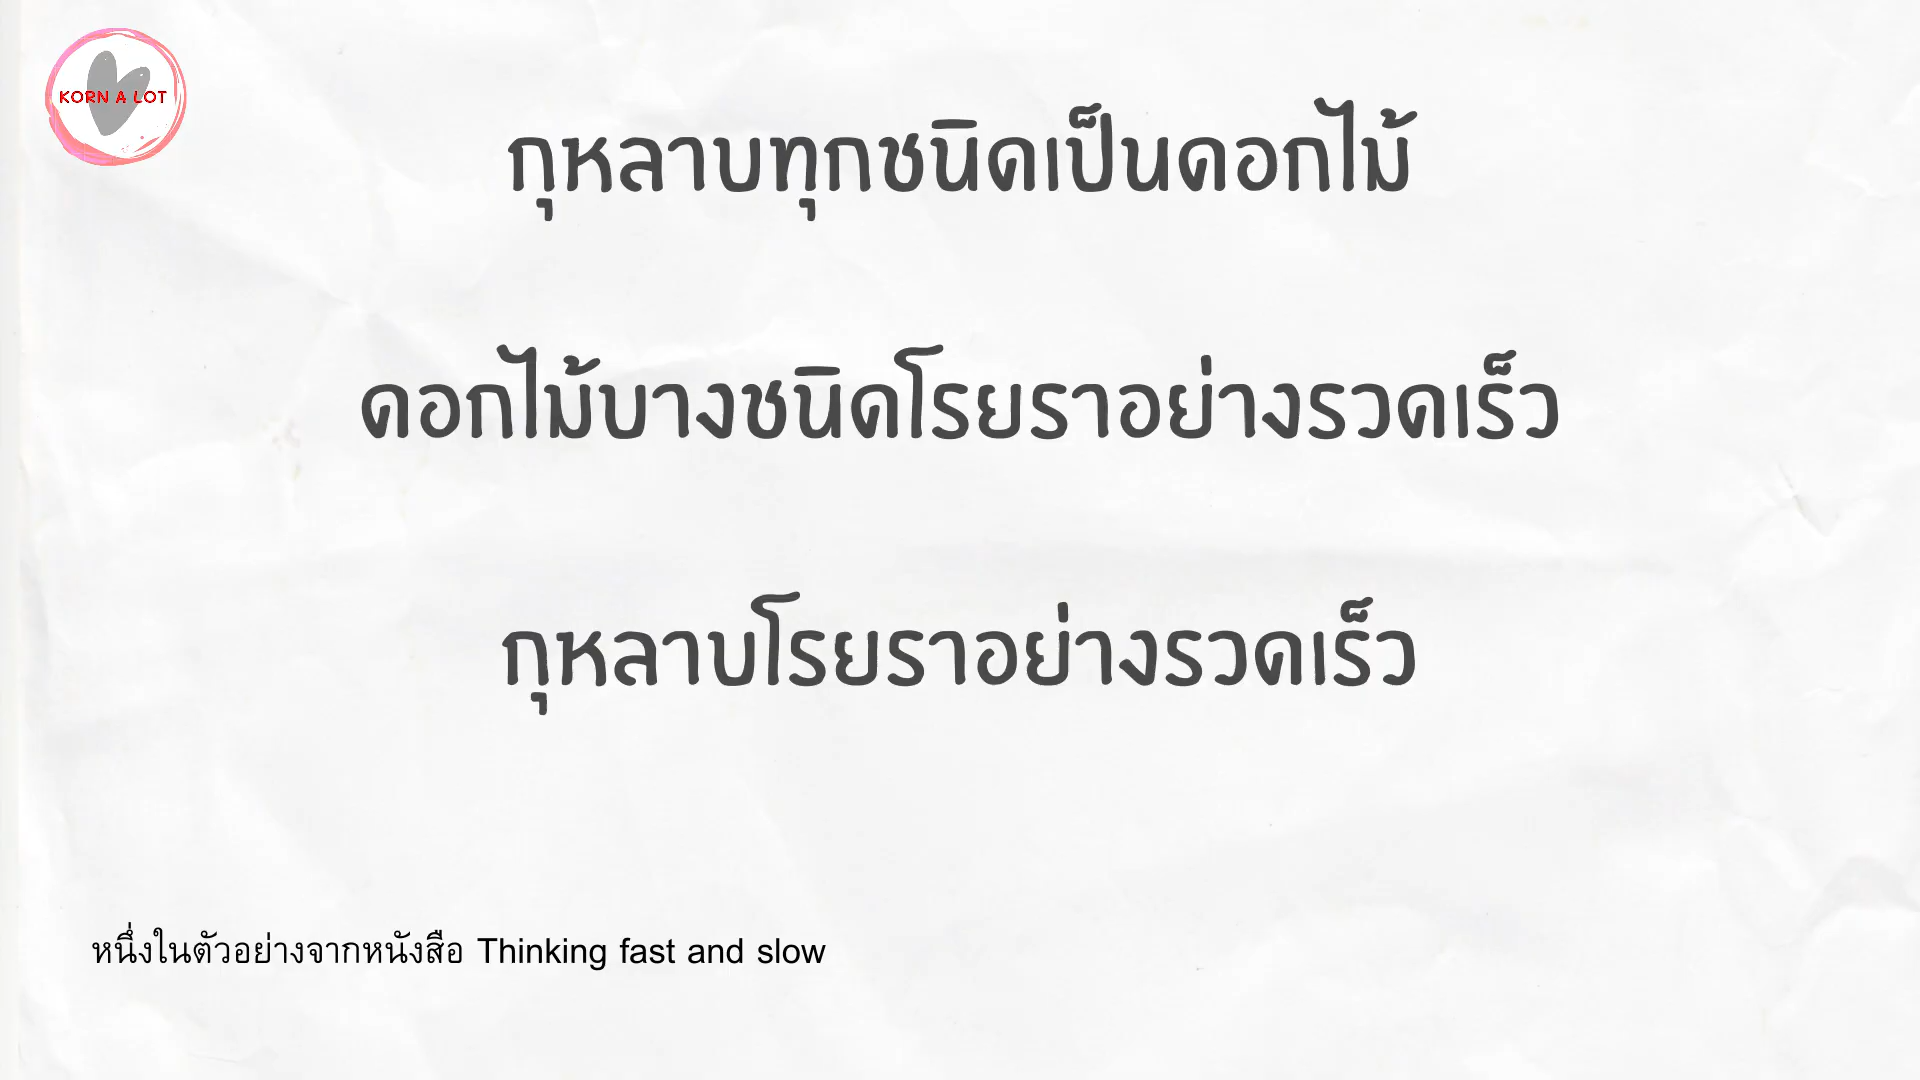 KORN A LOT
กุหลาบทุกชนิดเป็นดอกไม้
ดอกไม้บางชนิดโรยราอย่างรวดเร็ว
กุหลาบโรยราอย่างรวดเร็ว
หนึ่งในตัวอย่างจากหนังสือ Thinking fast and slow